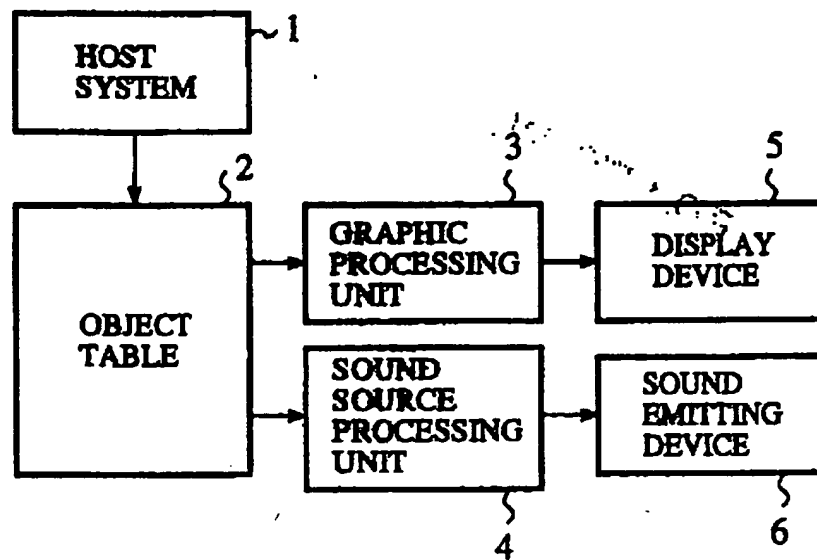 HOST
SYSTEM
1
2
OBJECT
TABLE
3
GRAPHIC
PROCESSING
UNIT
5
DISPLAY
DEVICE
SOUND
SOURCE
PROCESSING
UNIT
4
SOUND
EMITTING
DEVICE
6